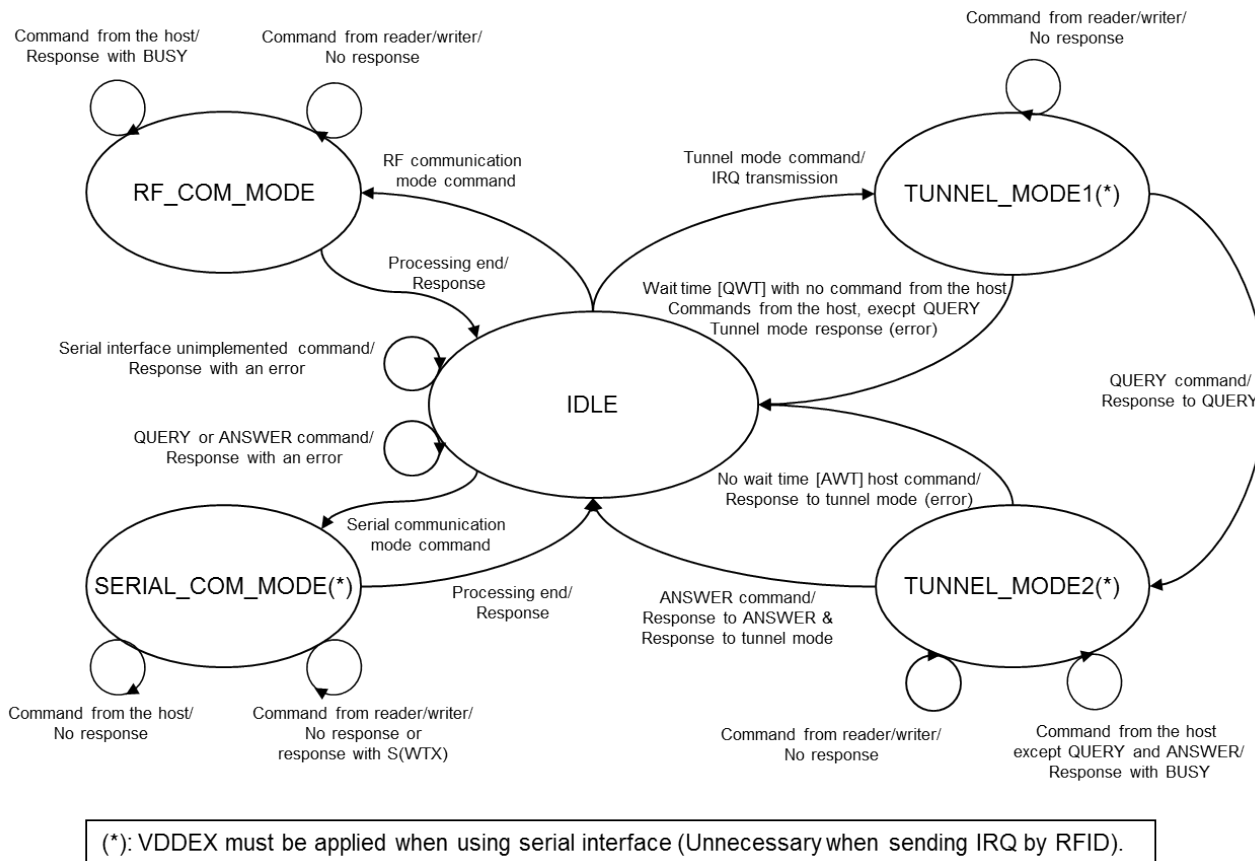 Command from the host/
Response with BUSY
Command from reader/writer/
No response
RF_COM_MODE
RF communication
mode command
Processing end/
Response
Command from reader/writer/
No response
Tunnel mode command/
IRQ transmission
TUNNEL_MODE1(*)
Wait time [QWT] with no command from the host
Commands from the host, execpt QUERY
Tunnel mode response (error)
Serial interface unimplemented command/
Response with an error
IDLE
QUERY command/
Response to QUERY
QUERY or ANSWER command/
Response with an error
No wait time [AWT] host command/
Response to tunnel mode (error)
Serial communication
mode command
SERIAL_COM_MODE(*)
Processing end/
Response
ANSWER command/
Response to ANSWER &
Response to tunnel mode
TUNNEL_MODE2(*)
Command from the host/
No response
Command from reader/writer/
No response or
response with S(WTX)
Command from reader/writer/
No response
Command from the host
except QUERY and ANSWER/
Response with BUSY
(*): VDDEX must be applied when using serial interface (Unnecessary when sending IRQ by RFID).